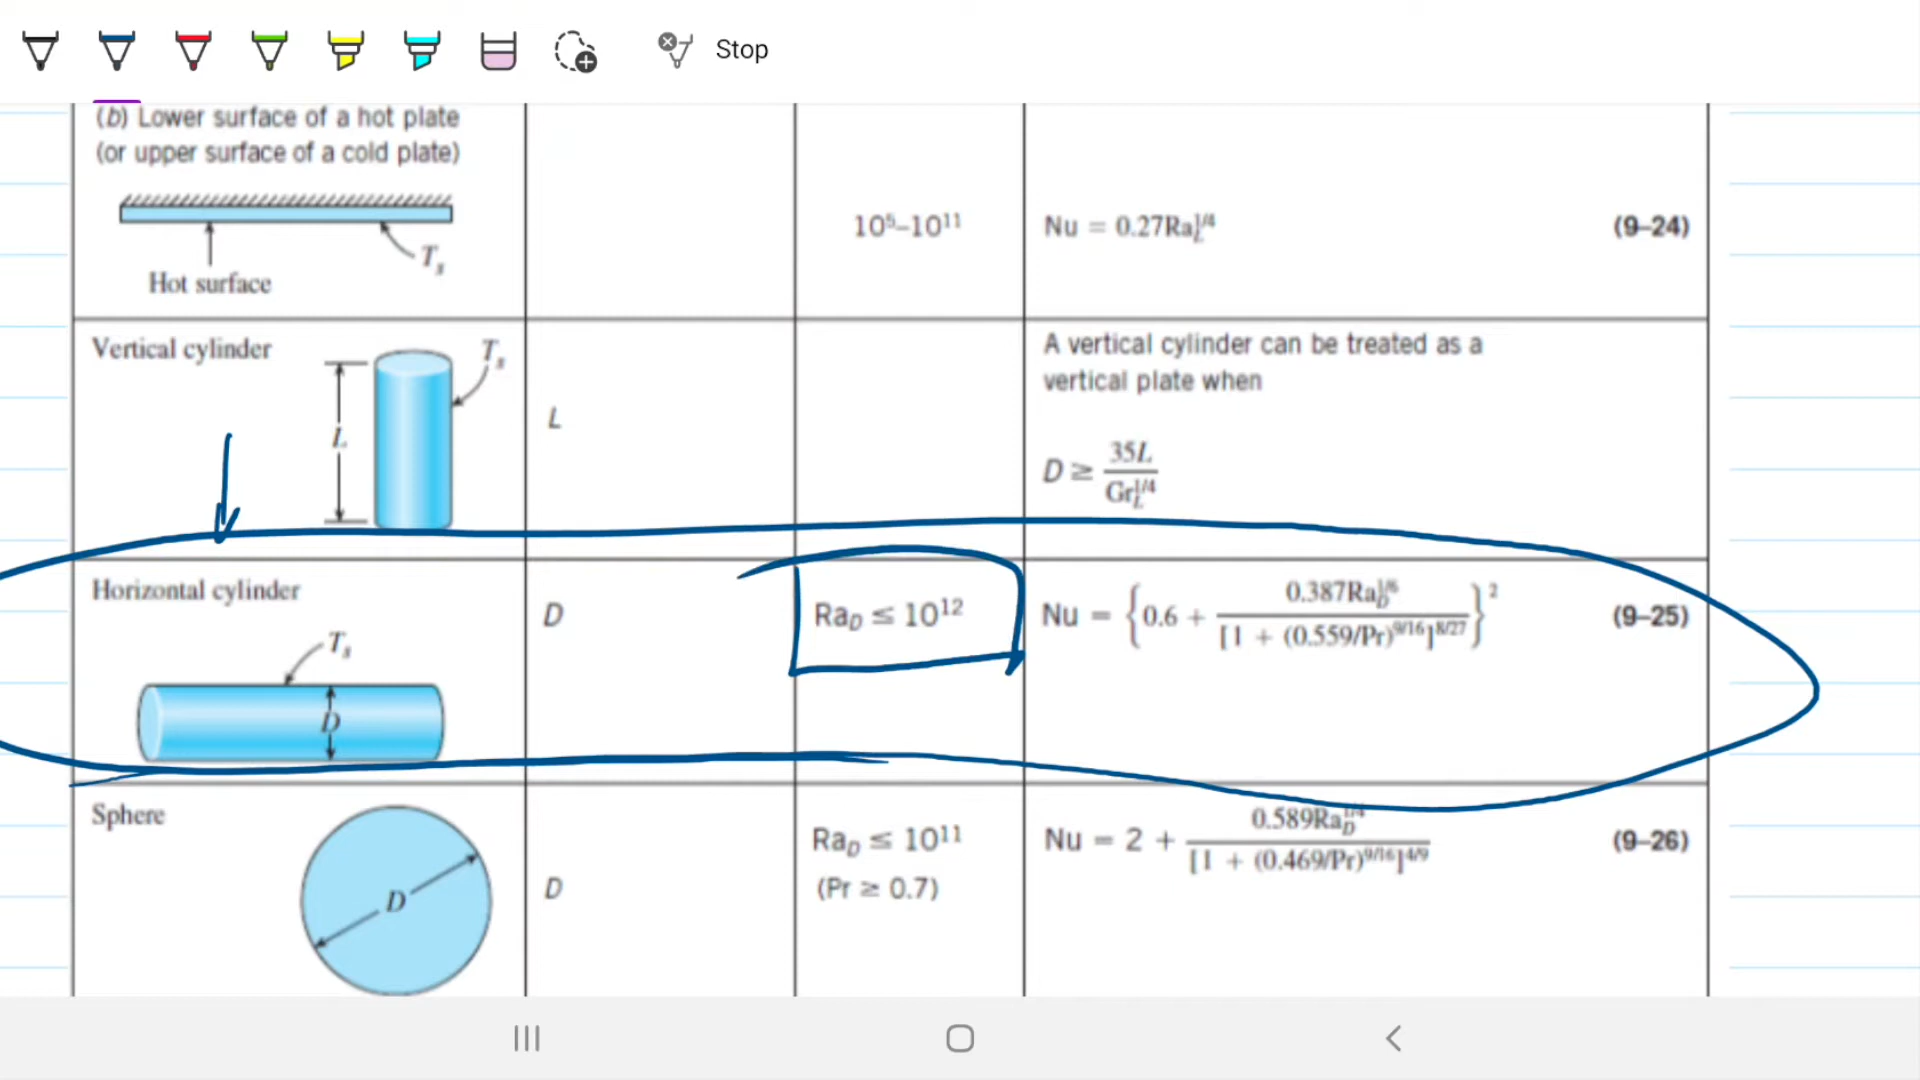 Stop
(b) Lower surface of a hot plate
(or upper surface of a cold plate)
Hot surface
Tₛ
10⁵–10¹¹
Nu = 0.27Ra_L^{1/4}
(9–24)
Vertical cylinder
L
Tₛ
L
A vertical cylinder can be treated as a
vertical plate when
D ≥ 35L / Gr_L^{1/4}
Horizontal cylinder
Tₛ
D
D
Ra_D ≤ 10¹²
Nu = {0.6 + 0.387Ra_D^{1/6} / [1 + (0.559/Pr)^{9/16}]^{8/27}}²
(9–25)
Sphere
D
D
Ra_D ≤ 10¹¹
(Pr ≥ 0.7)
Nu = 2 + 0.589Ra_D^{1/4} / [1 + (0.469/Pr)^{9/16}]^{4/9}
(9–26)